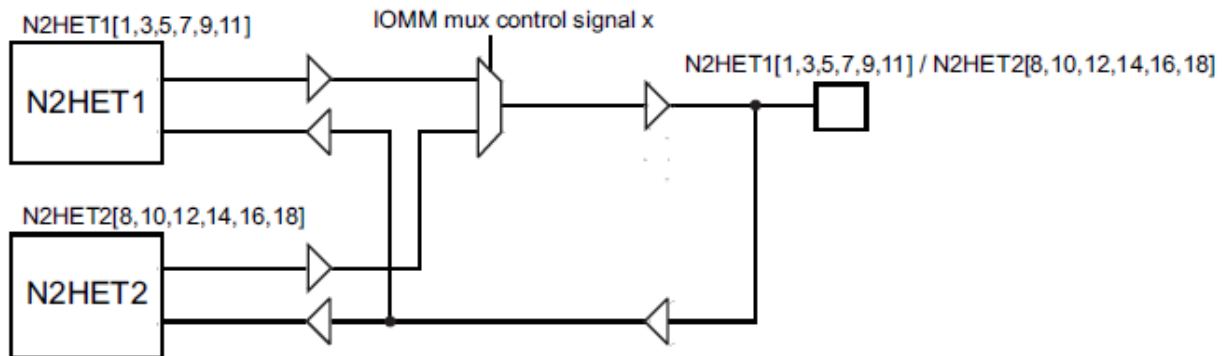 N2HET1[1,3,5,7,9,11]
IOMM mux control signal x
N2HET1[1,3,5,7,9,11] / N2HET2[8,10,12,14,16,18]
N2HET1
N2HET2[8,10,12,14,16,18]
N2HET2